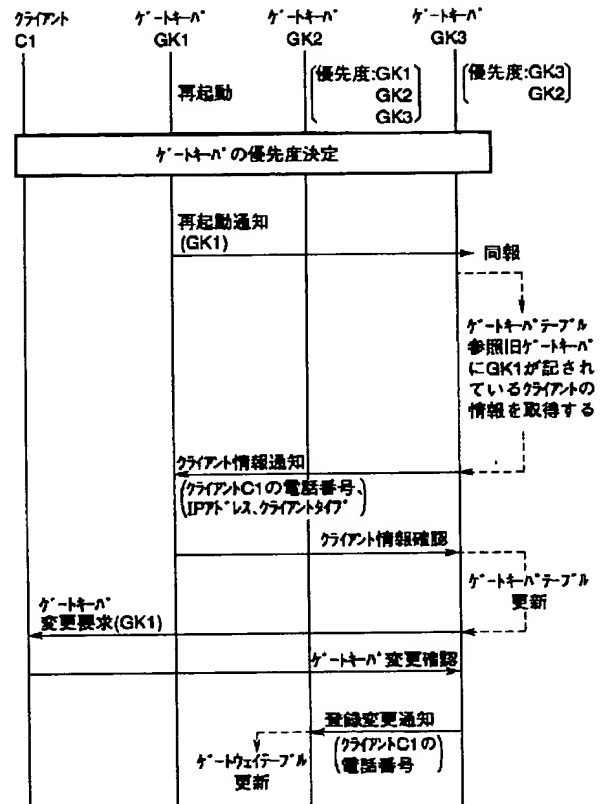 クライアント
C1
ゲートキーパ
GK1
ゲートキーパ
GK2
ゲートキーパ
GK3
再起動
(優先度:GK1
GK2
GK3)
(優先度:GK3
GK2)
ゲートキーパの優先度決定
再起動通知
(GK1)
同報
ゲートキーパテーブル
参照旧ゲートキーパ
にGK1が記され
ているクライアントの
情報を取得する
クライアント情報通知
(クライアントC1の電話番号、
IPアドレス、クライアントタイプ)
クライアント情報確認
ゲートキーパテーブル
更新
ゲートキーパ
変更要求(GK1)
ゲートキーパ変更確認
登録変更通知
(クライアントC1の
電話番号)
ゲートウェイテーブル
更新